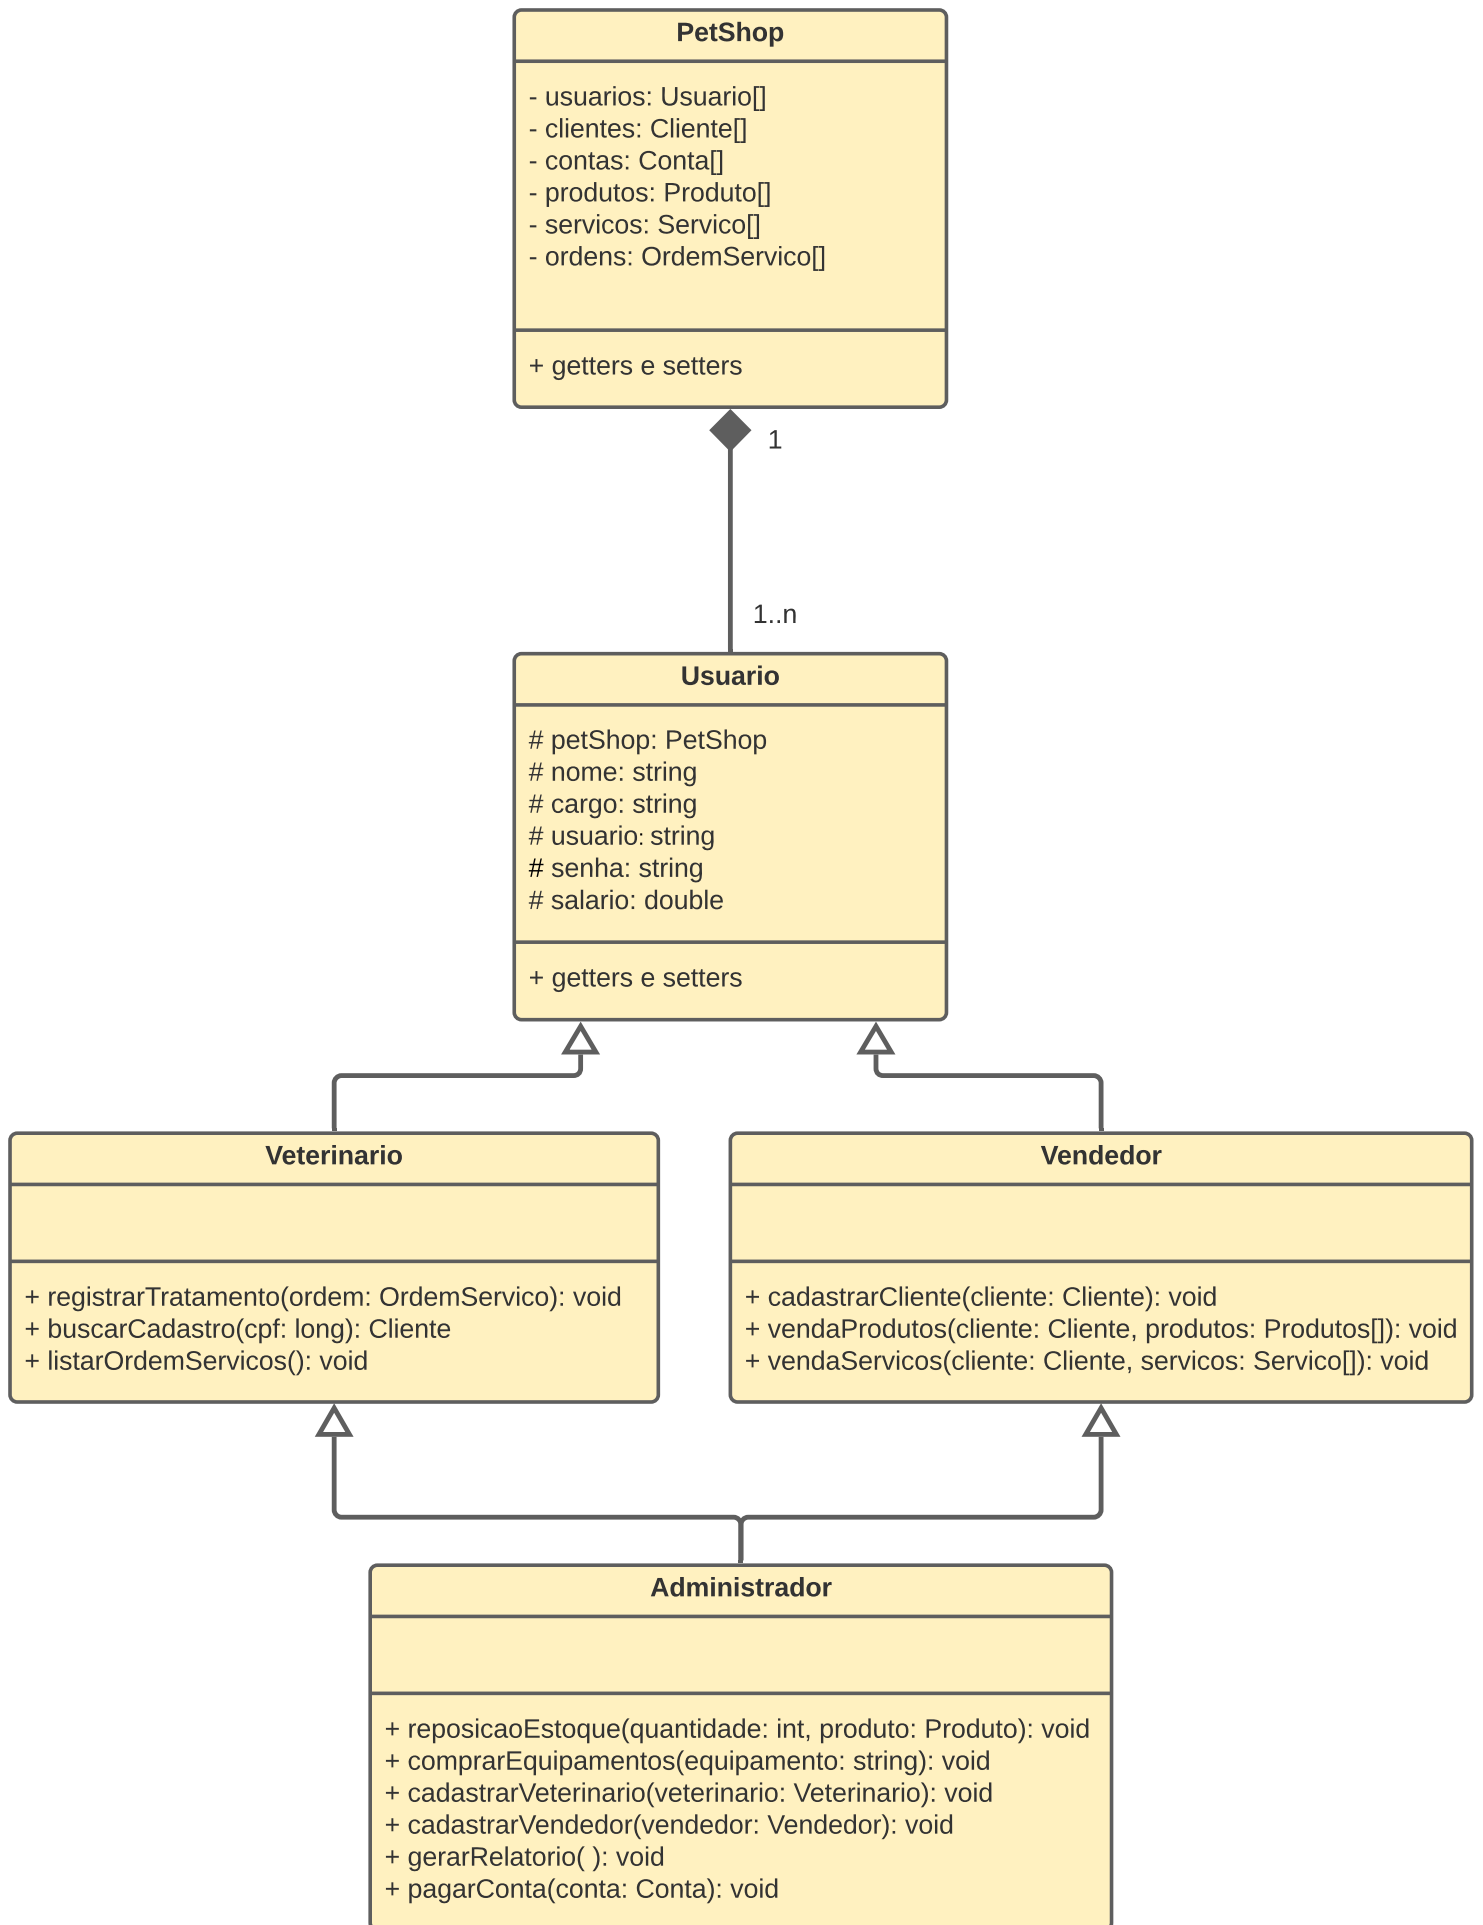 PetShop
- usuarios: Usuario[]
- clientes: Cliente[]
- contas: Conta[]
- produtos: Produto[]
- servicos: Servico[]
- ordens: OrdemServico[]
+ getters e setters
1
1..n
Usuario
# petShop: PetShop
# nome: string
# cargo: string
# usuario: string
# senha: string
# salario: double
+ getters e setters
Veterinario
+ registrarTratamento(ordem: OrdemServico): void
+ buscarCadastro(cpf: long): Cliente
+ listarOrdemServicos(): void
Vendedor
+ cadastrarCliente(cliente: Cliente): void
+ vendaProdutos(cliente: Cliente, produtos: Produtos[]): void
+ vendaServicos(cliente: Cliente, servicos: Servico[]): void
Administrador
+ reposicaoEstoque(quantidade: int, produto: Produto): void
+ comprarEquipamentos(equipamento: string): void
+ cadastrarVeterinario(veterinario: Veterinario): void
+ cadastrarVendedor(vendedor: Vendedor): void
+ gerarRelatorio( ): void
+ pagarConta(conta: Conta): void